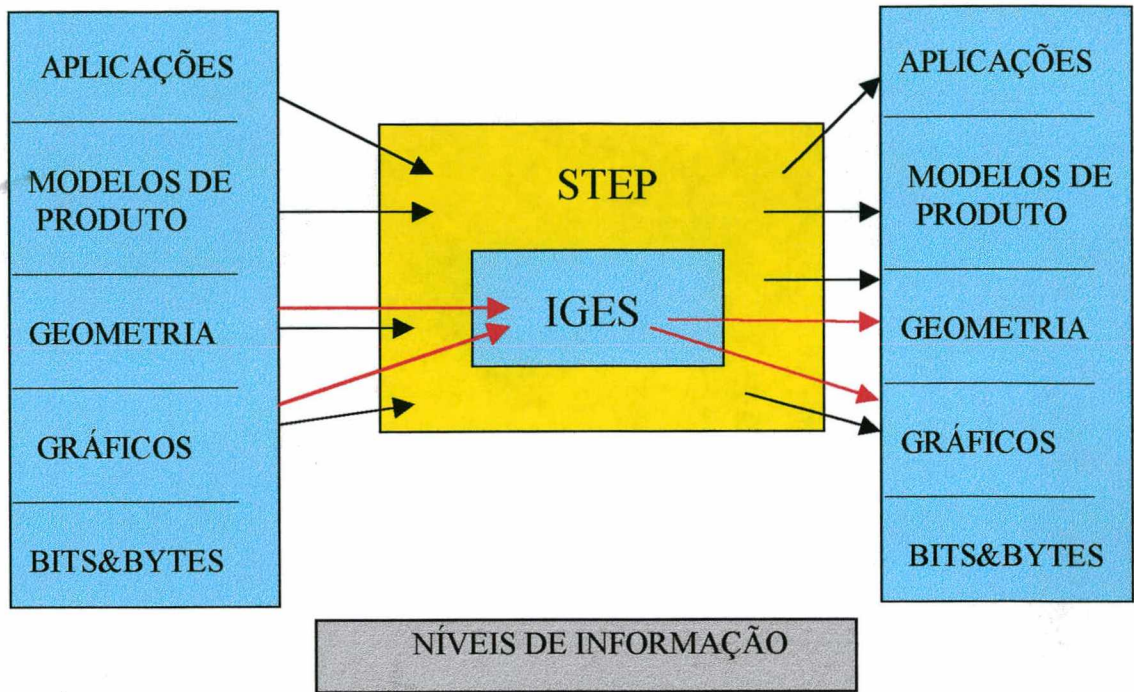 APLICAÇÕES
MODELOS DE
PRODUTO
GEOMETRIA
GRÁFICOS
BITS&BYTES
STEP
IGES
APLICAÇÕES
MODELOS DE
PRODUTO
GEOMETRIA
GRÁFICOS
BITS&BYTES
NÍVEIS DE INFORMAÇÃO